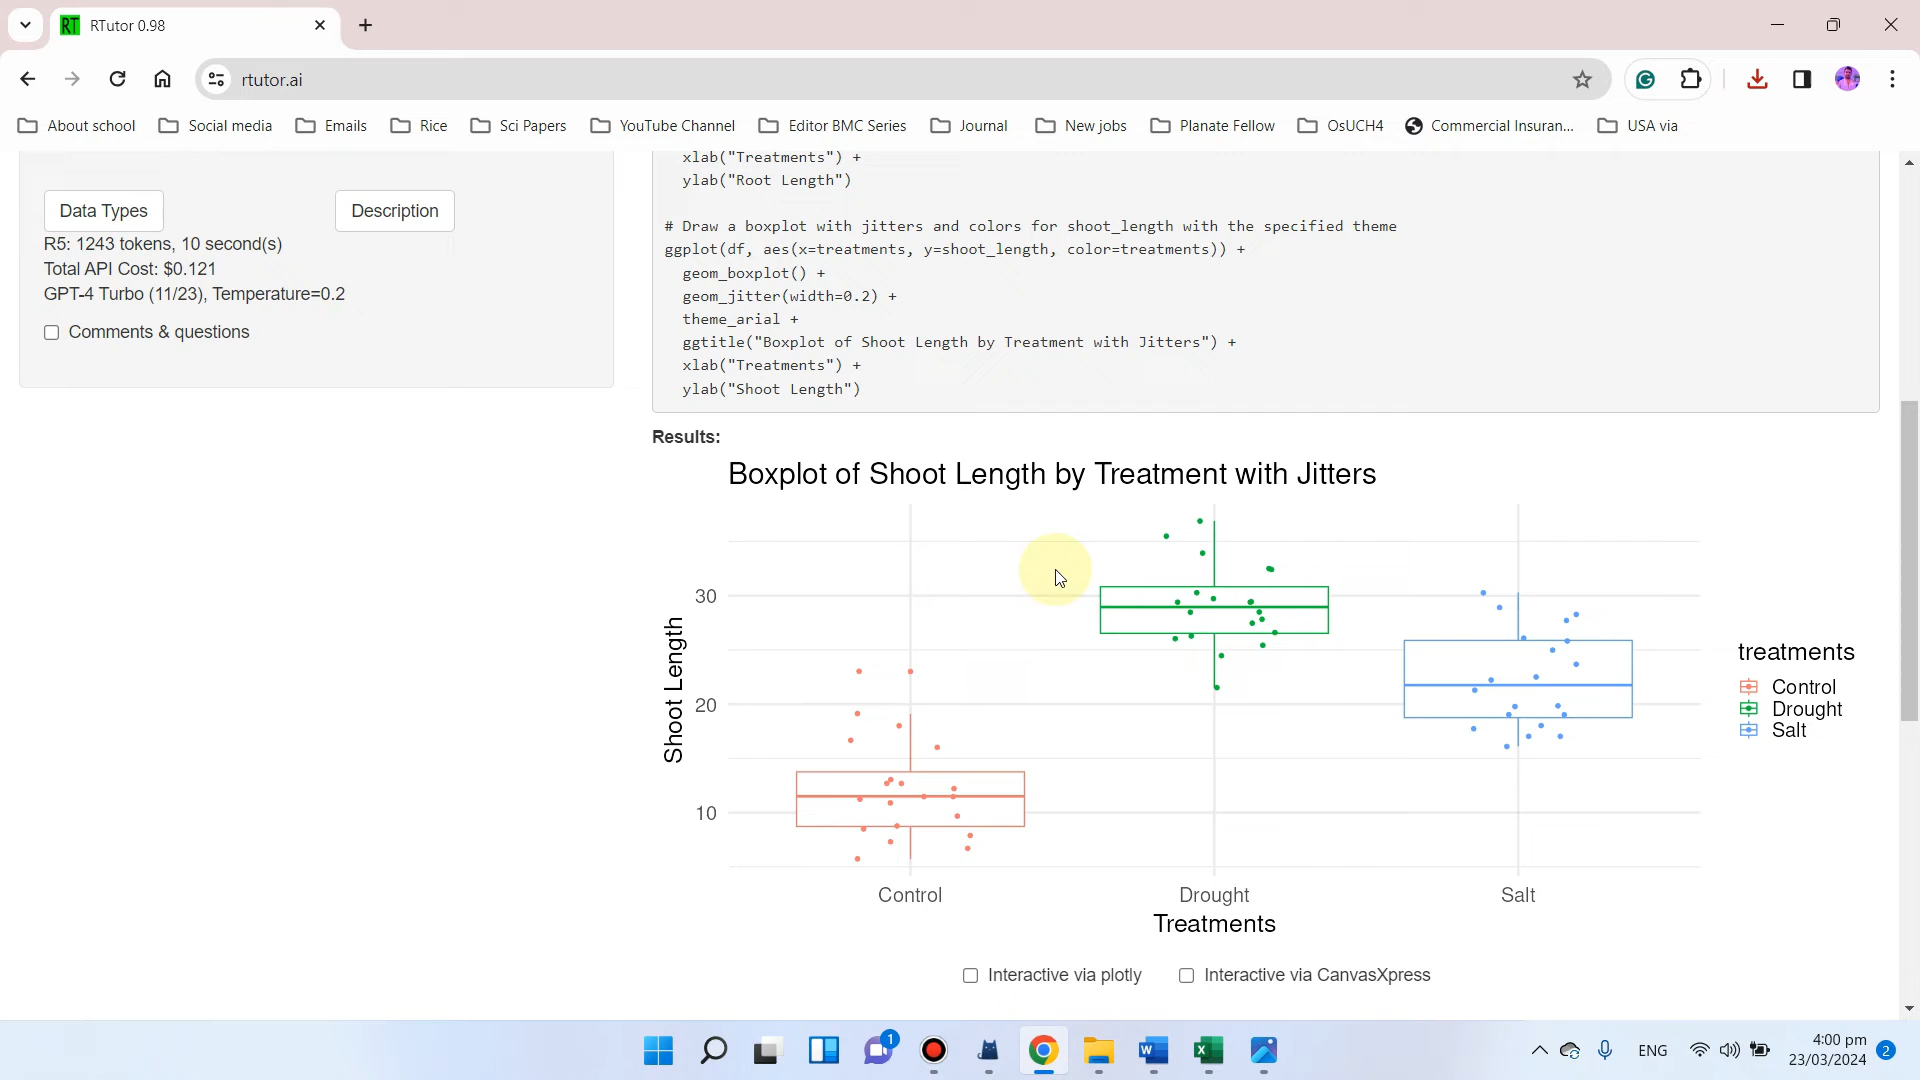 RTutor 0.98
rtutor.ai
About school
Social media
Emails
Rice
Sci Papers
YouTube Channel
Editor BMC Series
Journal
New jobs
Planate Fellow
OsUCH4
Commercial Insuran...
USA via
Data Types
Description
R5: 1243 tokens, 10 second(s)
Total API Cost: $0.121
GPT-4 Turbo (11/23), Temperature=0.2
Comments & questions
xlab("Treatments") +
ylab("Root Length")
# Draw a boxplot with jitters and colors for shoot_length with the specified theme
ggplot(df, aes(x=treatments, y=shoot_length, color=treatments)) +
geom_boxplot() +
geom_jitter(width=0.2) +
theme_arial +
ggtitle("Boxplot of Shoot Length by Treatment with Jitters") +
xlab("Treatments") +
ylab("Shoot Length")
Results:
Boxplot of Shoot Length by Treatment with Jitters
Shoot Length
30
20
10
Control
Drought
Salt
Treatments
treatments
Control
Drought
Salt
Interactive via plotly
Interactive via CanvasXpress
1
ENG
4:00 pm
23/03/2024
2